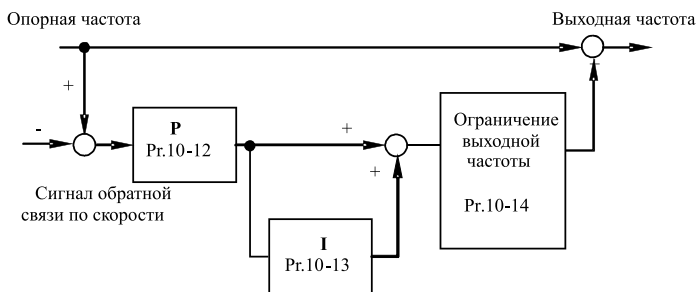 Опорная частота
Выходная частота
+
+
-
P
Pr.10-12
+
+
Ограничение
выходной
частоты
Pr.10-14
Сигнал обратной
связи по скорости
I
Pr.10-13